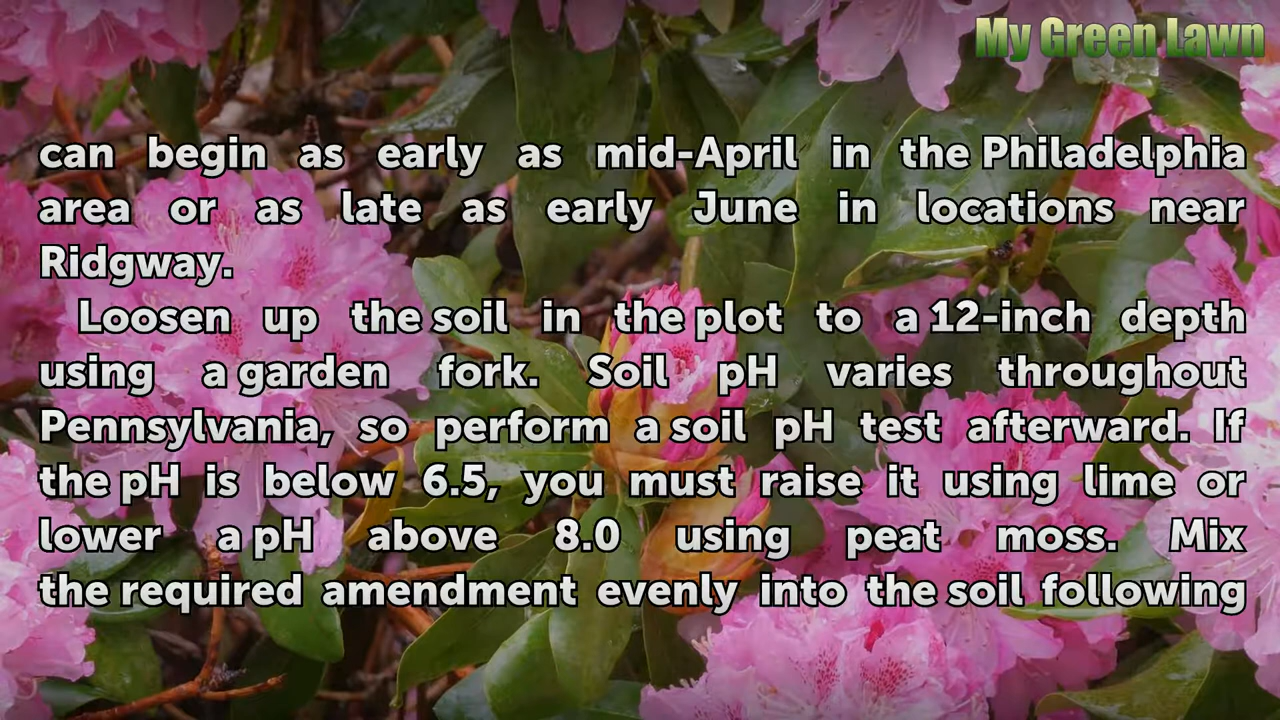 My Green Lawn
can begin as early as mid-April in the Philadelphia
area or as late as early June in locations near
Ridgway.
Loosen up the soil in the plot to a 12-inch depth
using a garden fork. Soil pH varies throughout
Pennsylvania, so perform a soil pH test afterward. If
the pH is below 6.5, you must raise it using lime or
lower a pH above 8.0 using peat moss. Mix
the required amendment evenly into the soil following